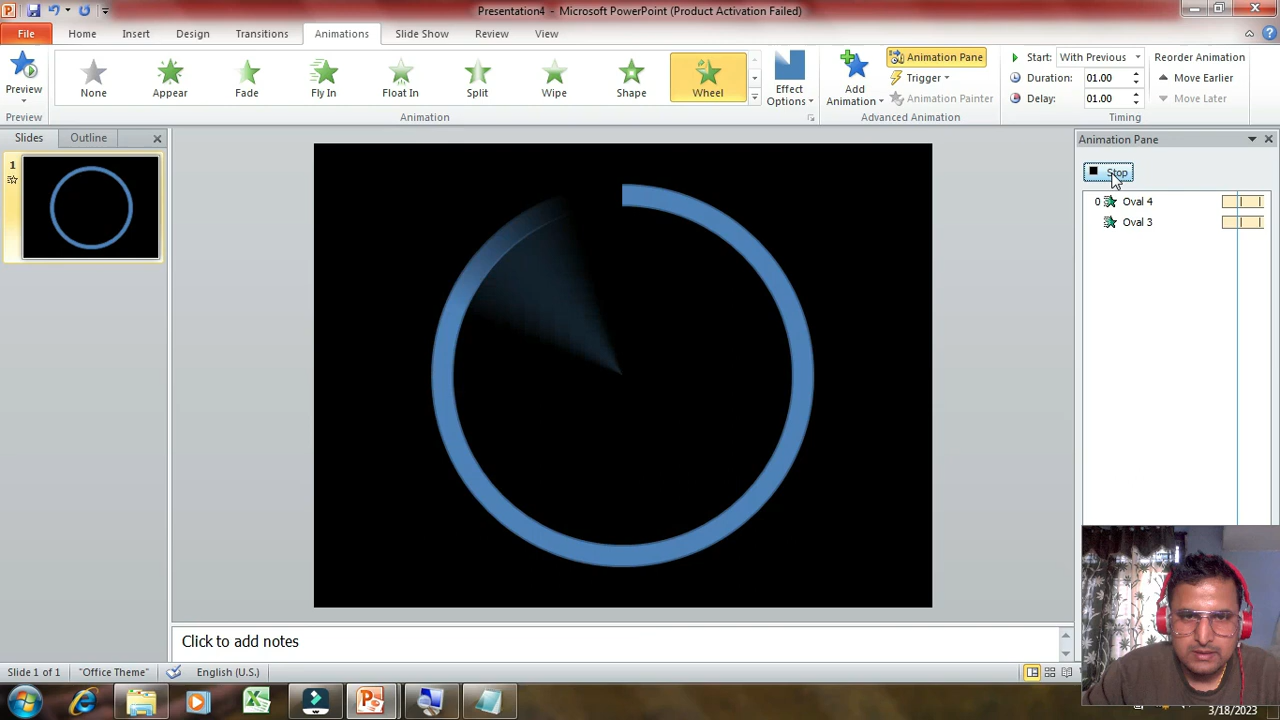 Presentation4 - Microsoft PowerPoint (Product Activation Failed)
File Home Insert Design Transitions Animations Slide Show Review View
Preview
None Appear Fade Fly In Float In Split Wipe Shape Wheel
Effect Options
Add Animation
Animation Pane
Trigger
Animation Painter
Start: With Previous
Duration: 01.00
Delay: 01.00
Reorder Animation
Move Earlier
Move Later
Preview Animation Advanced Animation Timing
Slides Outline
1
Animation Pane
Stop
0 Oval 4
Oval 3
Click to add notes
Slide 1 of 1 "Office Theme" English (U.S.)
3/18/2023